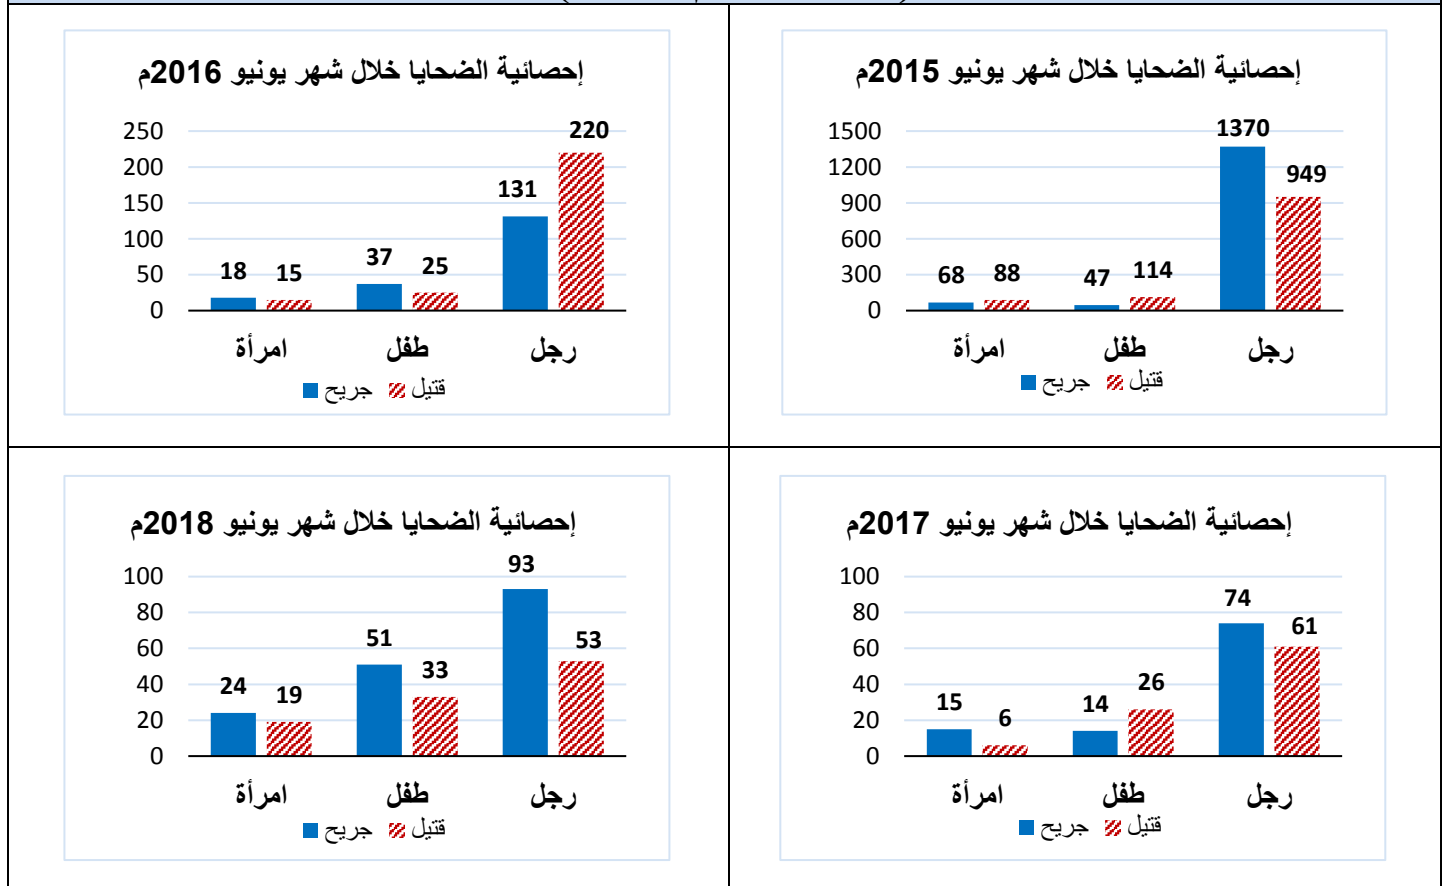 إحصائية الضحايا خلال شهر يونيو 2015م
1500
1200
900
600
300
0
1370
949
47
114
68
88
رجل
طفل
امرأة
قتيل
جريح
إحصائية الضحايا خلال شهر يونيو 2016م
250
200
150
100
50
0
131
220
37
25
18
15
رجل
طفل
امرأة
قتيل
جريح
إحصائية الضحايا خلال شهر يونيو 2017م
100
80
60
40
20
0
74
61
14
26
15
6
رجل
طفل
امرأة
قتيل
جريح
إحصائية الضحايا خلال شهر يونيو 2018م
100
80
60
40
20
0
93
53
51
33
24
19
رجل
طفل
امرأة
قتيل
جريح